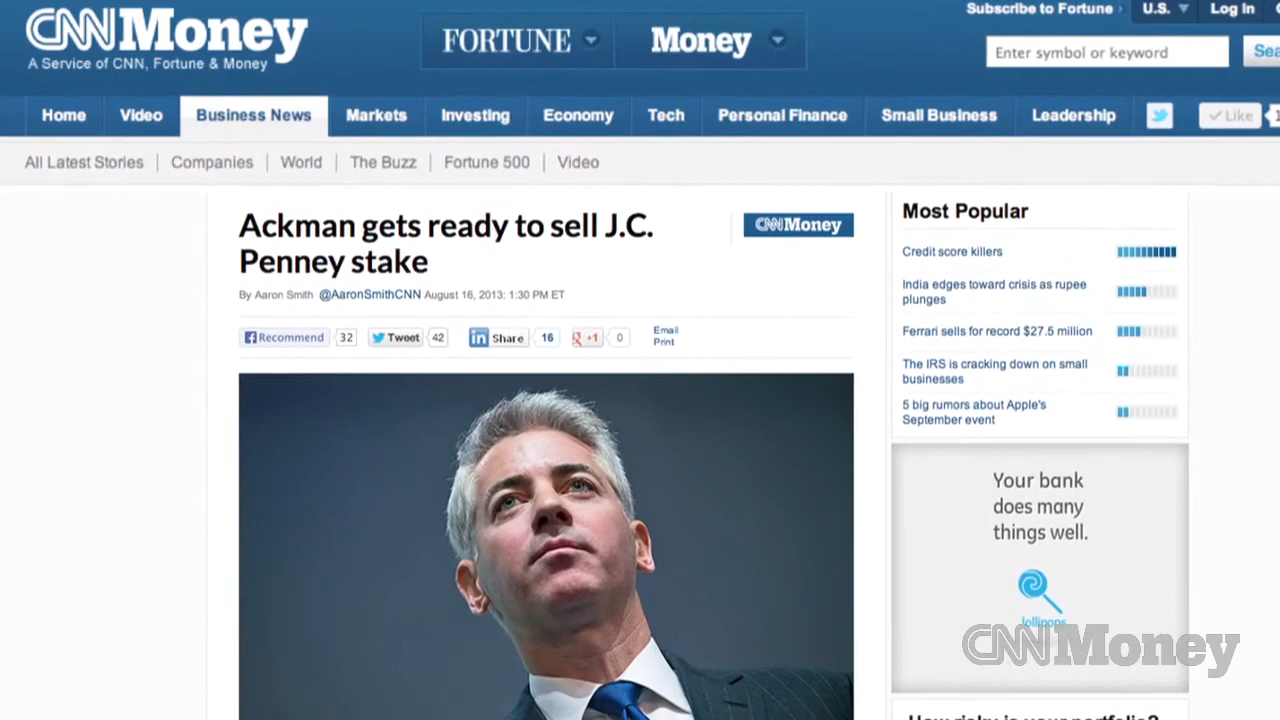 Subscribe to Fortune
U.S.
Log In
CNNMoney
A Service of CNN, Fortune & Money
FORTUNE
Money
Enter symbol or keyword
Home
Video
Business News
Markets
Investing
Economy
Tech
Personal Finance
Small Business
Leadership
Like
All Latest Stories
Companies
World
The Buzz
Fortune 500
Video
Ackman gets ready to sell J.C.
Penney stake
CNNMoney
By Aaron Smith @AaronSmithCNN August 16, 2013: 1:30 PM ET
Recommend 32
Tweet 42
in Share 16
g +1 0
Email
Print
Most Popular
Credit score killers
India edges toward crisis as rupee
plunges
Ferrari sells for record $27.5 million
The IRS is cracking down on small
businesses
5 big rumors about Apple's
September event
Your bank
does many
things well.
lollipops
CNNMoney